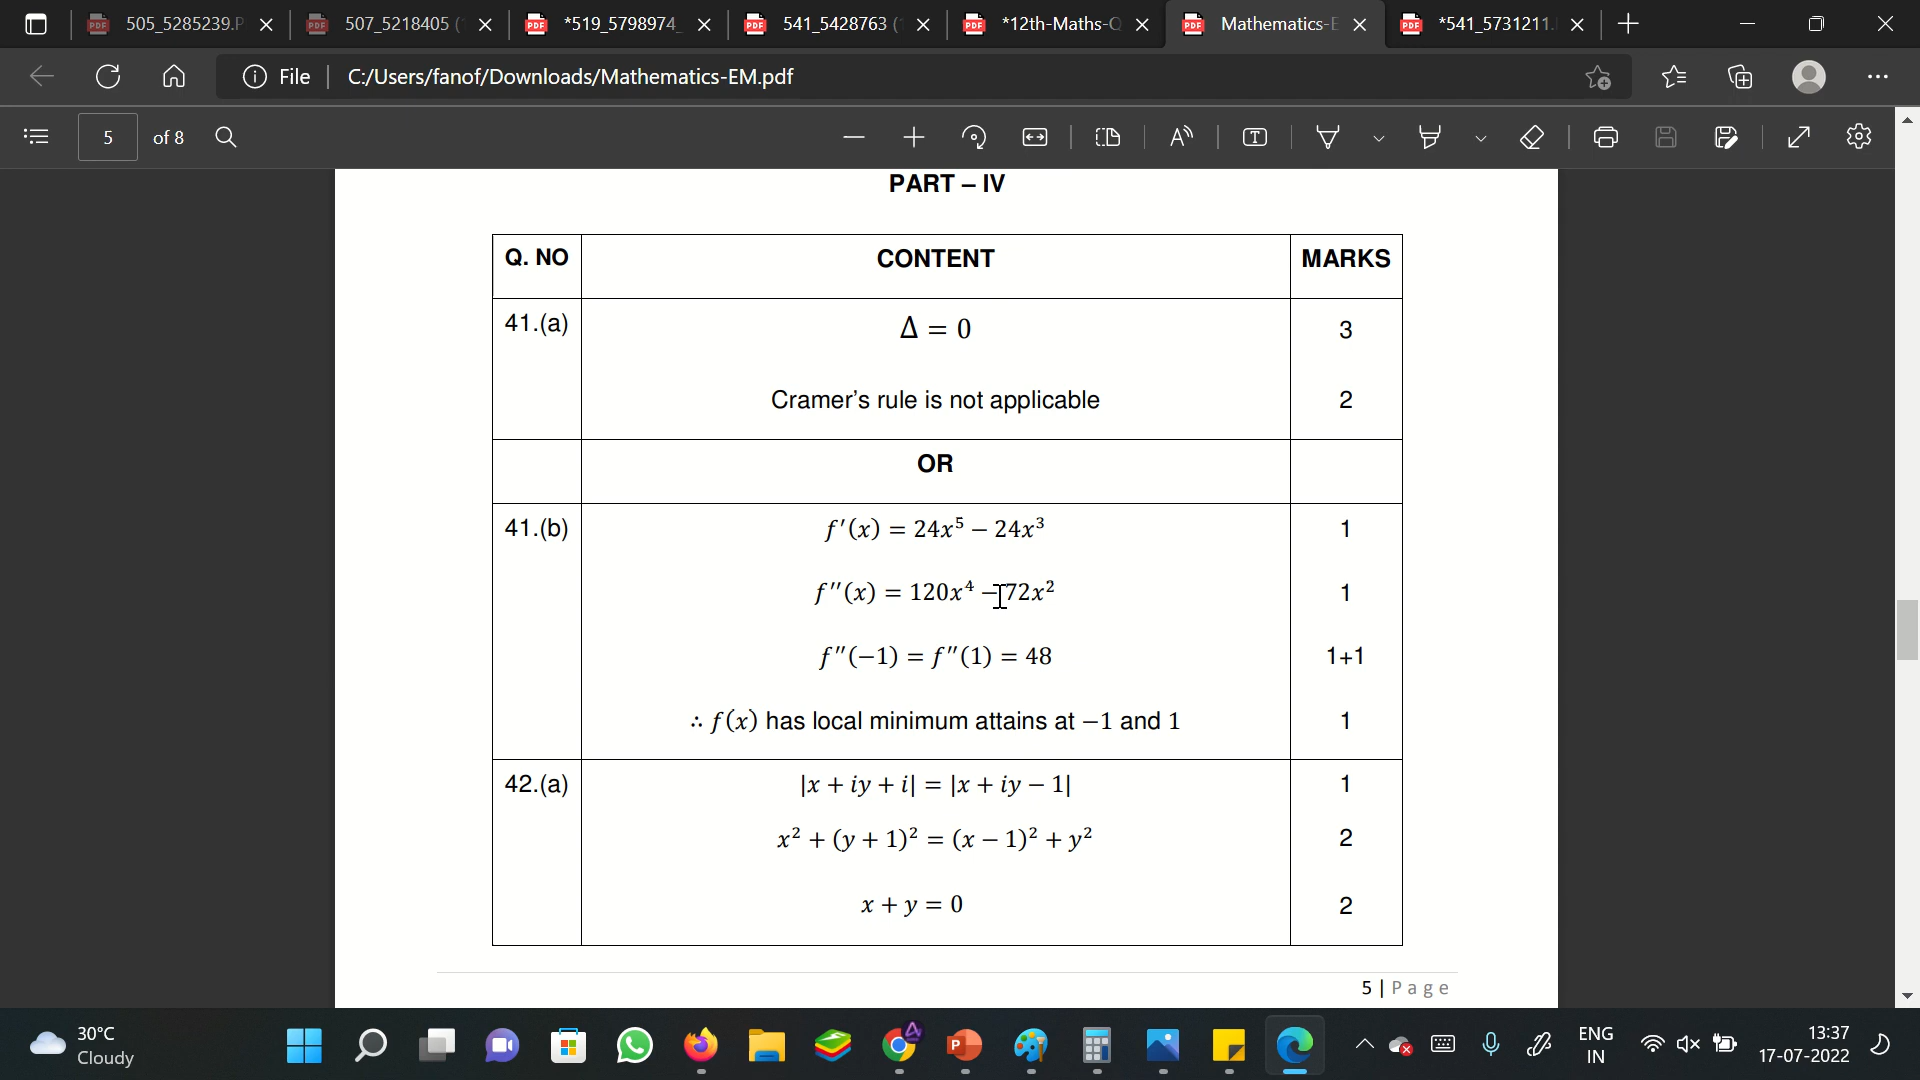 505_5285239.P
507_5218405 (
*519_5798974_
541_5428763 (
*12th-Maths-Q
Mathematics-E
*541_5731211.
File
C:/Users/fanof/Downloads/Mathematics-EM.pdf
5 of 8
PART – IV
Q. NO CONTENT MARKS
41.(a) Δ = 0 3
Cramer's rule is not applicable 2
OR
41.(b) f′(x) = 24x⁵ − 24x³ 1
f″(x) = 120x⁴ − 72x² 1
f″(−1) = f″(1) = 48 1+1
∴ f(x) has local minimum attains at −1 and 1 1
42.(a) |x + iy + i| = |x + iy − 1| 1
x² + (y + 1)² = (x − 1)² + y² 2
x + y = 0 2
5 | Page
30°C
Cloudy
ENG
IN
13:37
17-07-2022